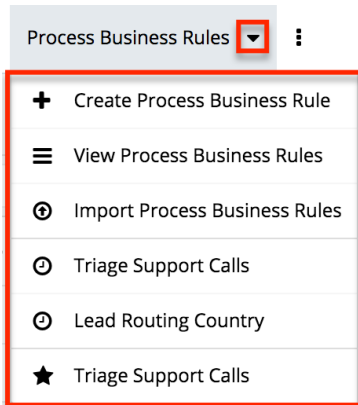 Process Business Rules
Create Process Business Rule
View Process Business Rules
Import Process Business Rules
Triage Support Calls
Lead Routing Country
Triage Support Calls